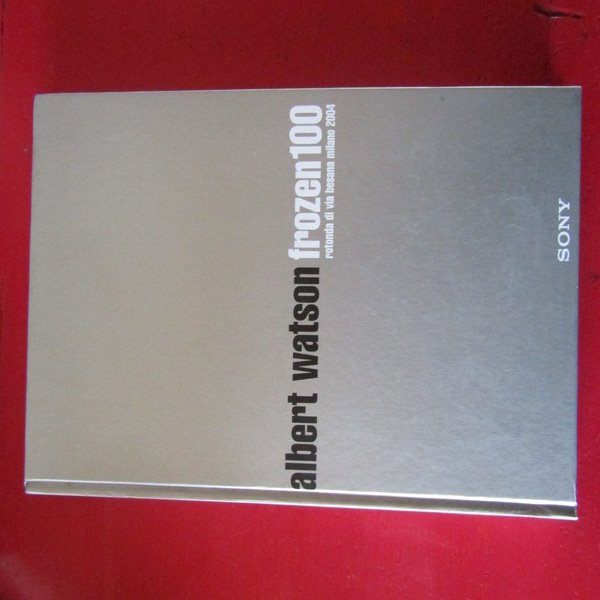 albert watson frozen100
rotonda di via besana milano 2004
SONY